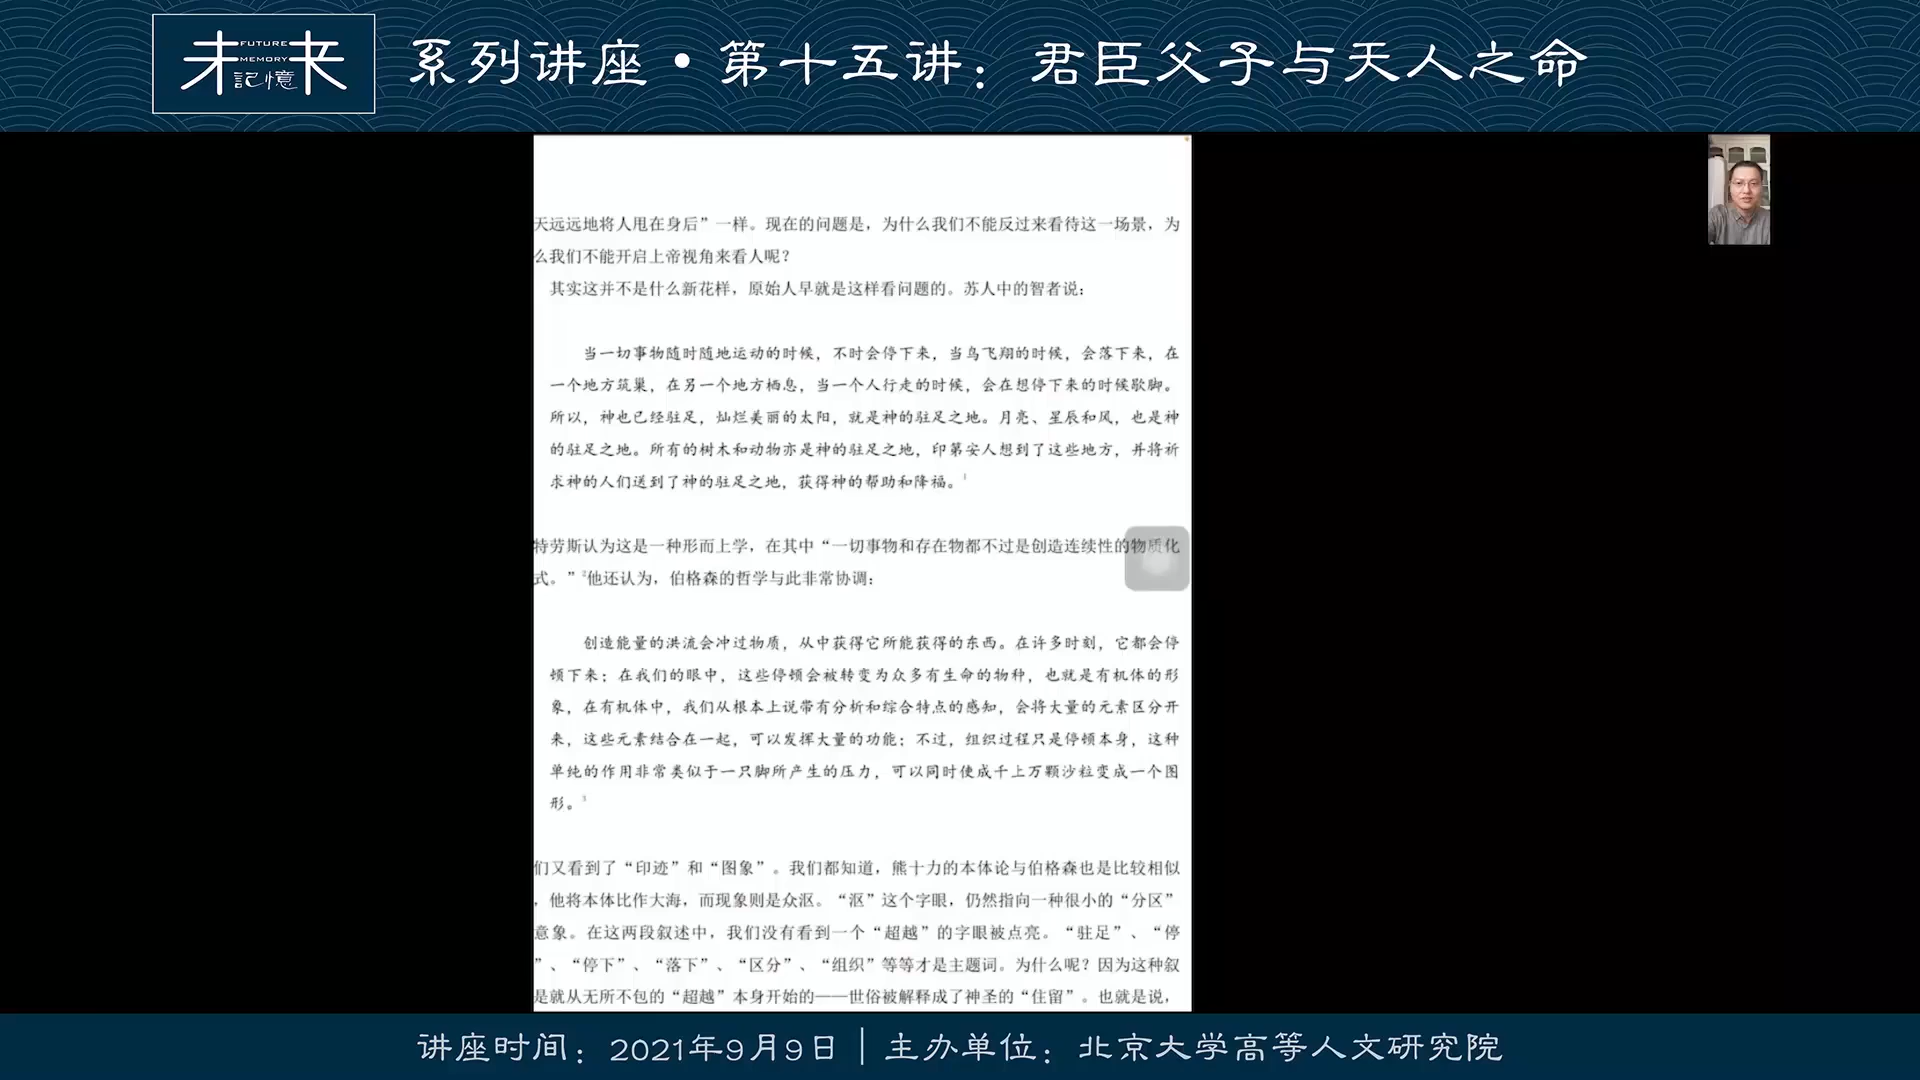 未来
FUTURE
MEMORY
記憶
系列讲座·第十五讲：君臣父子与天人之命
天远远地将人甩在身后”一样。现在的问题是，为什么我们不能反过来看待这一场景，为
么我们不能开启上帝视角来看人呢？
其实这并不是什么新花样，原始人早就是这样看问题的。苏人中的智者说：
当一切事物随时随地运动的时候，不时会停下来，当鸟飞翔的时候，会落下来，在
一个地方筑巢，在另一个地方栖息，当一个人行走的时候，会在想停下来的时候歇脚。
所以，神也已经驻足，灿烂美丽的太阳，就是神的驻足之地。月亮、星辰和风，也是神
的驻足之地。所有的树木和动物亦是神的驻足之地，印第安人想到了这些地方，并将祈
求神的人们送到了神的驻足之地，获得神的帮助和降福。1
特劳斯认为这是一种形而上学，在其中“一切事物和存在物都不过是创造连续性的物质化
式。”2他还认为，伯格森的哲学与此非常协调：
创造能量的洪流会冲过物质，从中获得它所能获得的东西。在许多时刻，它都会停
顿下来；在我们的眼中，这些停顿会被转变为众多有生命的物种，也就是有机体的形
象，在有机体中，我们从根本上说带有分析和综合特点的感知，会将大量的元素区分开
来，这些元素结合在一起，可以发挥大量的功能；不过，组织过程只是停顿本身，这种
单纯的作用非常类似于一只脚所产生的压力，可以同时使成千上万颗沙粒变成一个图
形。3
们又看到了“印迹”和“图象”。我们都知道，熊十力的本体论与伯格森也是比较相似
，他将本体比作大海，而现象则是众沤。“沤”这个字眼，仍然指向一种很小的“分区”
意象。在这两段叙述中，我们没有看到一个“超越”的字眼被点亮。“驻足”、“停
”、“停下”、“落下”、“区分”、“组织”等等才是主题词。为什么呢？因为这种叙
是就从无所不包的“超越”本身开始的——世俗被解释成了神圣的“住留”。也就是说，
讲座时间：2021年9月9日｜主办单位：北京大学高等人文研究院